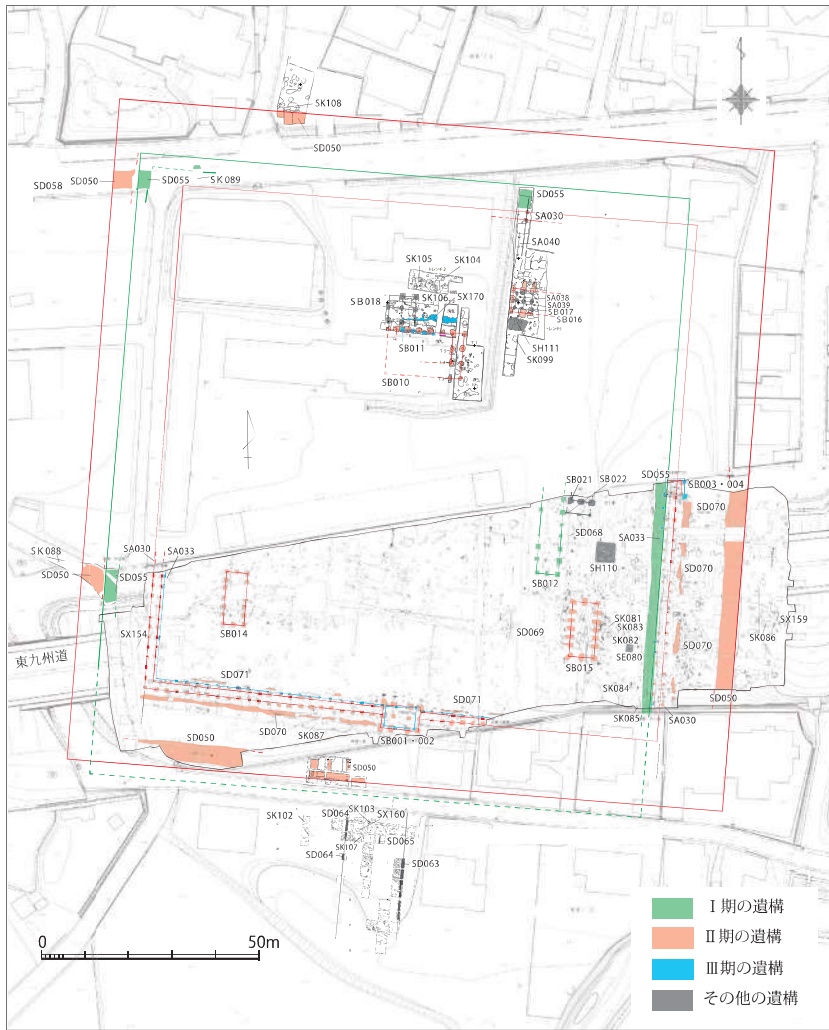 SK108
SD050
SD058
SD050
SD055
SK089
SD055
SA030
SA040
SK105
SK104
トレンチ2
SB018
SK106
SX170
SA038
SA039
SB017
SB016
SB011
SH111
SK099
SB010
SB021
SB022
SD055
SB003・004
SD070
SD068
SA033
SK088
SA030
SA033
SD050
SD055
SH110
SB012
SD070
SX159
SB014
SD069
SK081
SK083
SK082
SK086
SX154
SE080
SD070
東九州道
SB015
SD071
SK084
SD050
SD071
SK085
SA030
SD050
SD070
SK087
SB001・002
SD050
SK102
SD064
SK103
SX160
SK107
SD065
SD064
SD063
0
50m
Ⅰ期の遺構
Ⅱ期の遺構
Ⅲ期の遺構
その他の遺構